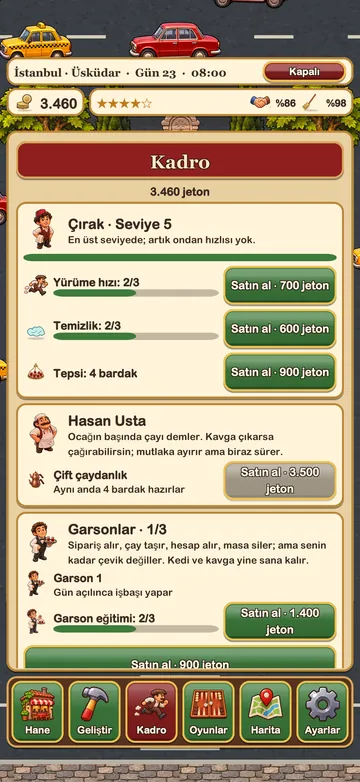 İstanbul · Üsküdar · Gün 23 · 08:00
Kapalı
3.460
%86
%98
Kadro
3.460 jeton
Çırak · Seviye 5
En üst seviyede; artık ondan hızlısı yok.
Yürüme hızı: 2/3
Satın al · 700 jeton
Temizlik: 2/3
Satın al · 600 jeton
Tepsi: 4 bardak
Satın al · 900 jeton
Hasan Usta
Ocağın başında çayı demler. Kavga çıkarsa
çağırabilirsin; mutlaka ayırır ama biraz sürer.
Çift çaydanlık
Aynı anda 4 bardak hazırlar
Satın al · 3.500
jeton
Garsonlar · 1/3
Sipariş alır, çay taşır, hesap alır, masa siler; ama senin
kadar çevik değiller. Kedi ve kavga yine sana kalır.
Garson 1
Gün açılınca işbaşı yapar
Garson eğitimi: 2/3
Satın al · 1.400
jeton
Satın al · 900 jeton
Hane
Geliştir
Kadro
Oyunlar
Harita
Ayarlar